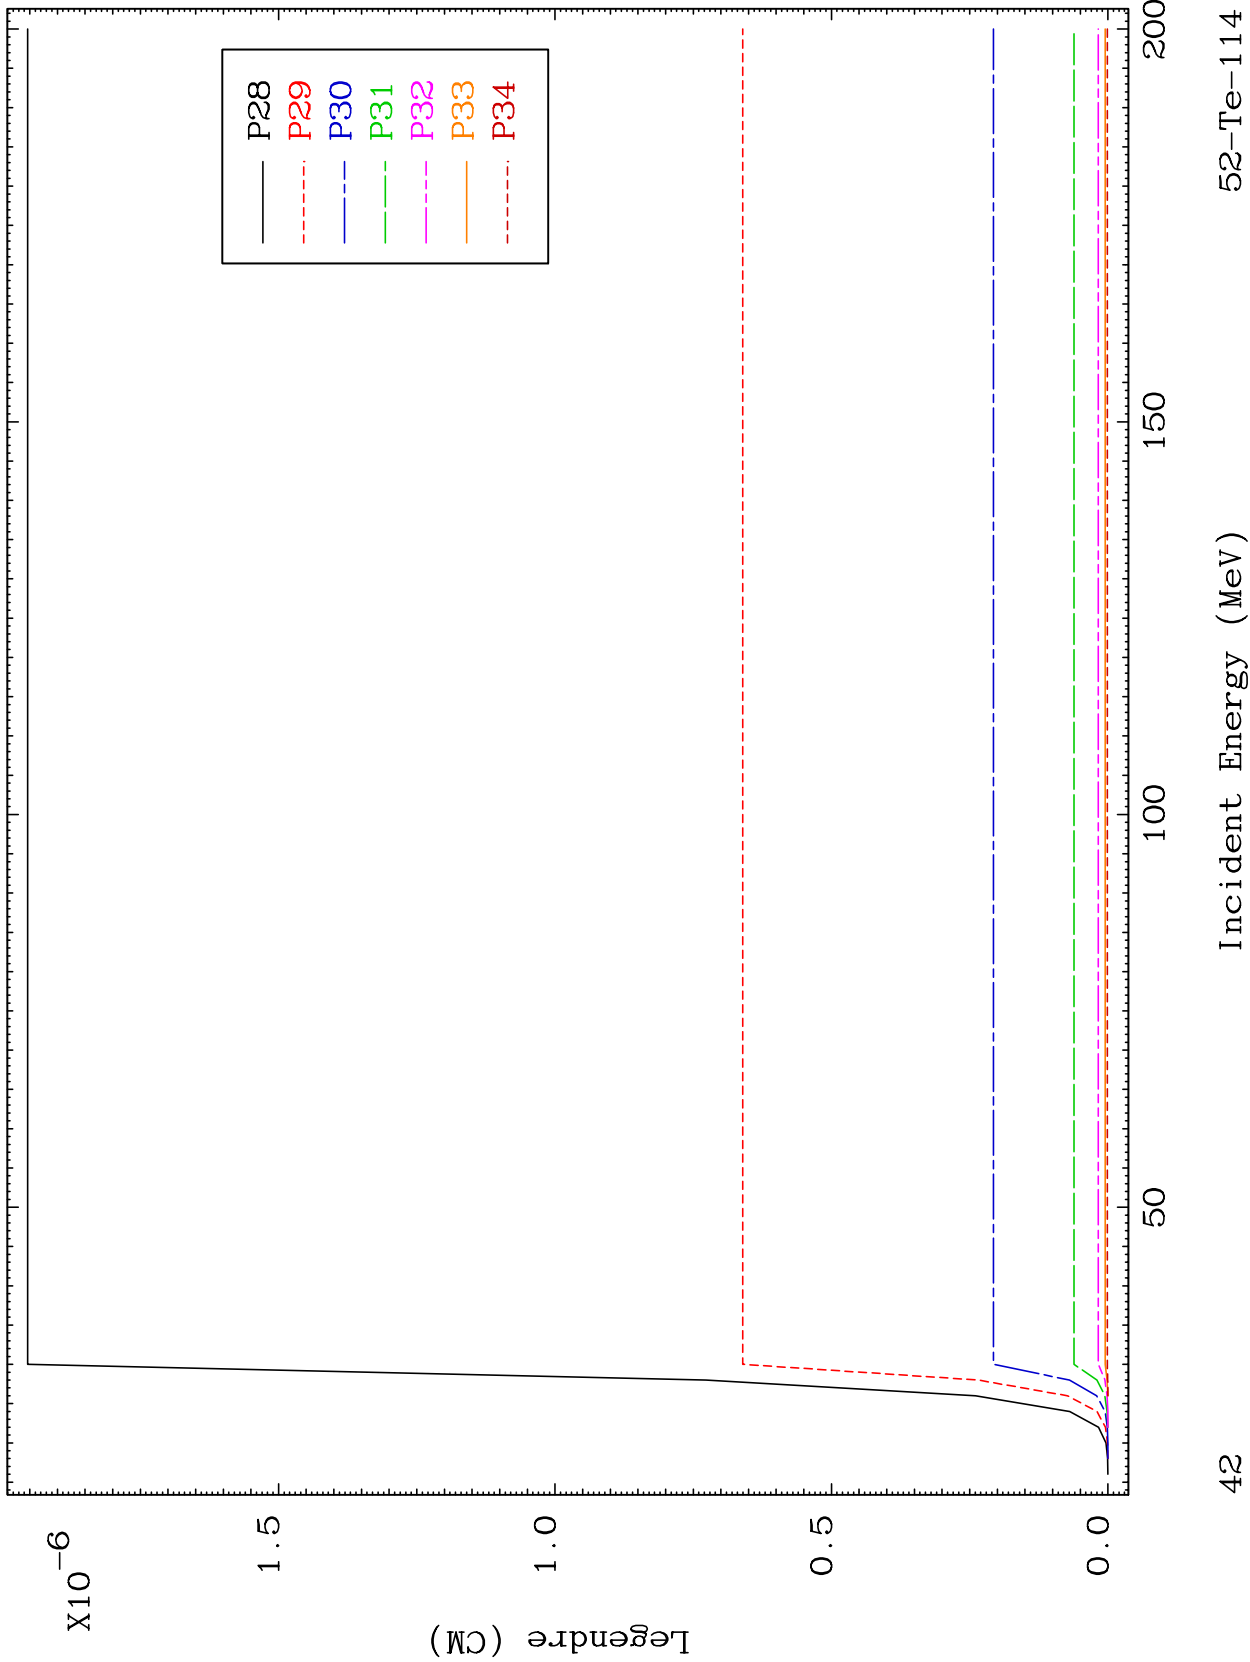 X10-6
1.5
1.0
0.5
0.0
Legendre (CM)
P28
P29
P30
P31
P32
P33
P34
50
100
150
200
Incident Energy (MeV)
42
52-Te-114